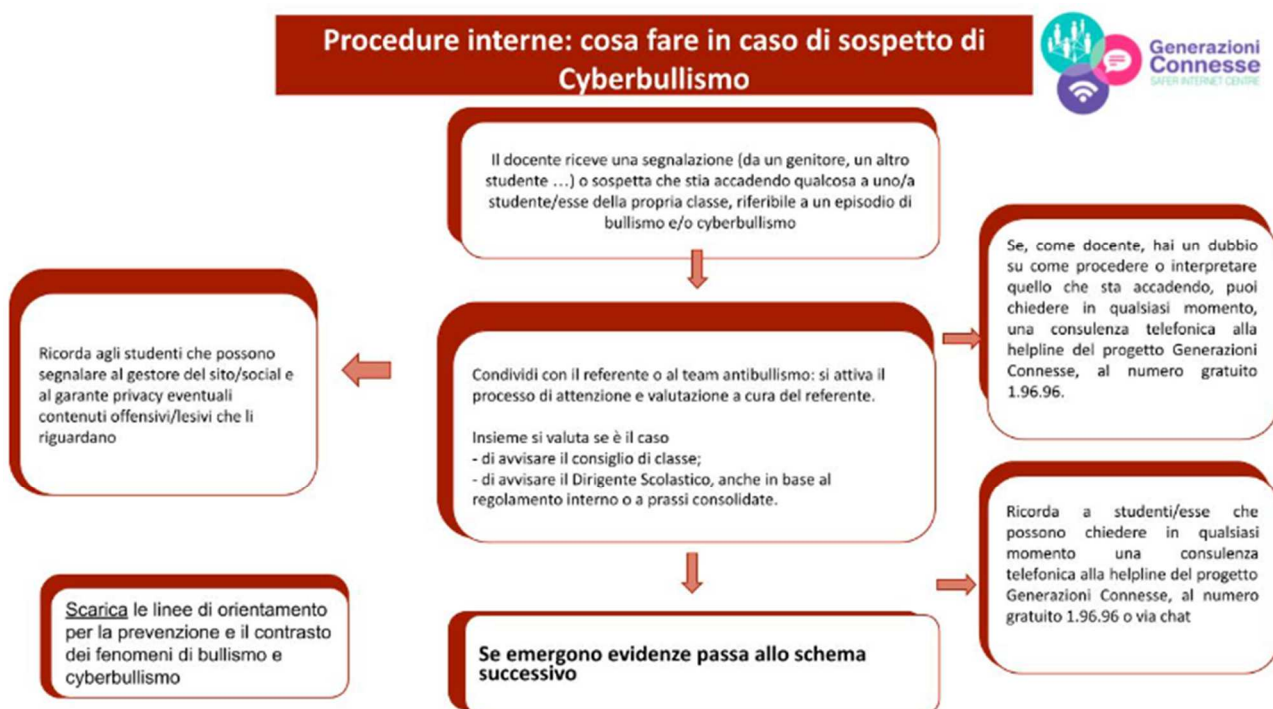 Procedure interne: cosa fare in caso di sospetto di
Cyberbullismo
Generazioni
Connesse
SAFER INTERNET CENTRE
Il docente riceve una segnalazione (da un genitore, un altro
studente ...) o sospetta che stia accadendo qualcosa a uno/a
studente/esse della propria classe, riferibile a un episodio di
bullismo e/o cyberbullismo
Se, come docente, hai un dubbio
su come procedere o interpretare
quello che sta accadendo, puoi
chiedere in qualsiasi momento,
una consulenza telefonica alla
helpline del progetto Generazioni
Connesse, al numero gratuito
1.96.96.
Ricorda agli studenti che possono
segnalare al gestore del sito/social e
al garante privacy eventuali
contenuti offensivi/lesivi che li
riguardano
Condividi con il referente o al team antibullismo: si attiva il
processo di attenzione e valutazione a cura del referente.
Insieme si valuta se è il caso
- di avvisare il consiglio di classe;
- di avvisare il Dirigente Scolastico, anche in base al
regolamento interno o a prassi consolidate.
Ricorda a studenti/esse che
possono chiedere in qualsiasi
momento una consulenza
telefonica alla helpline del progetto
Generazioni Connesse, al numero
gratuito 1.96.96 o via chat
Scarica le linee di orientamento
per la prevenzione e il contrasto
dei fenomeni di bullismo e
cyberbullismo
Se emergono evidenze passa allo schema
successivo